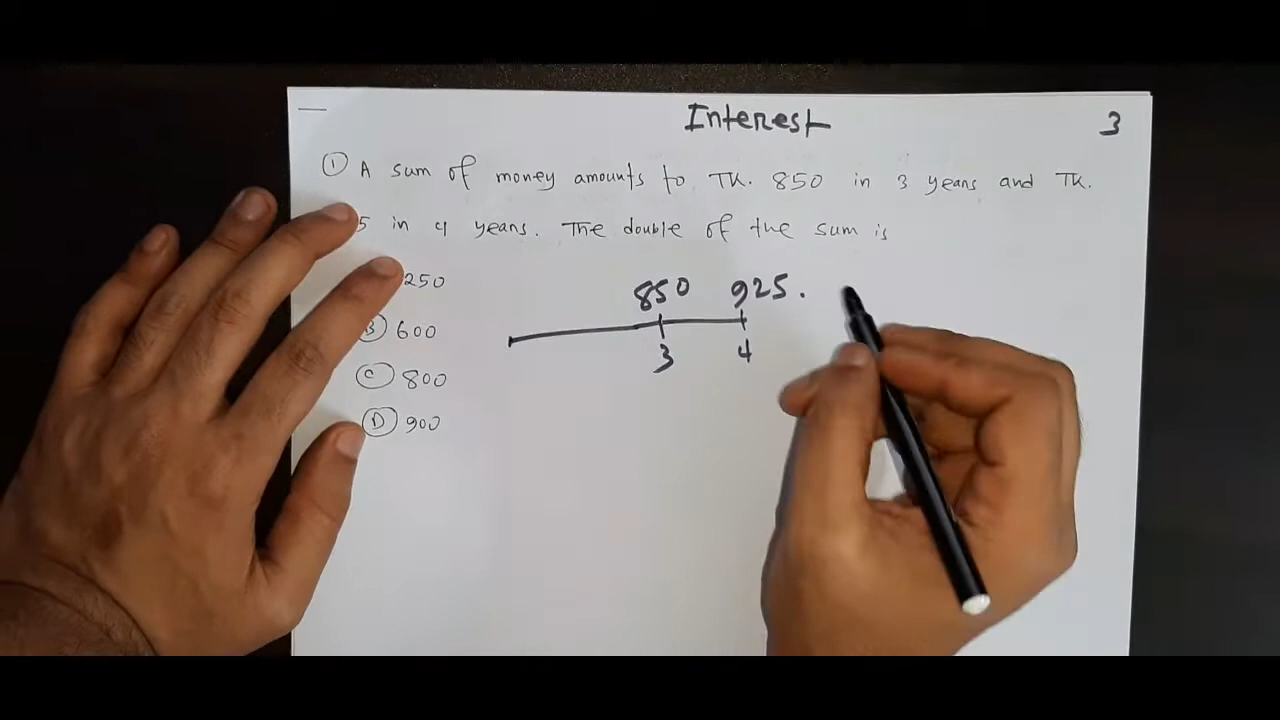 Interest
3
① A sum of money amounts to TK. 850 in 3 years and TK.
5 in 4 years. The double of the sum is
250
850 925.
B 600
3 4
C 800
D 900